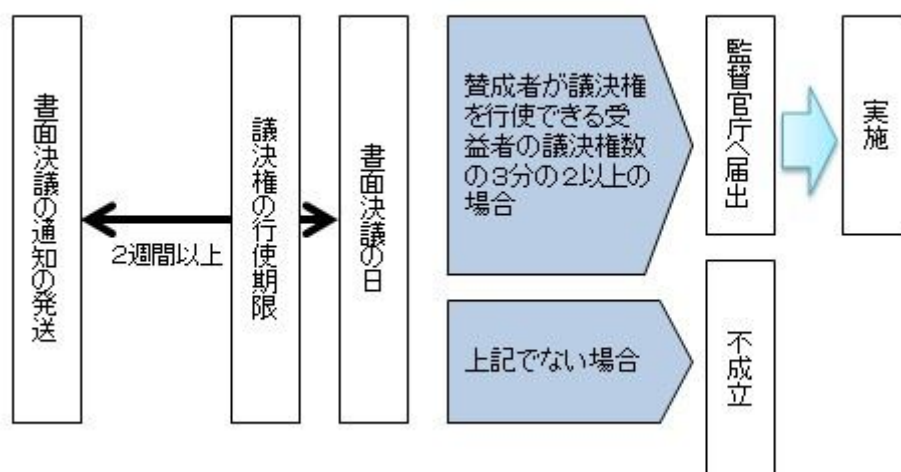 書面決議の通知の発送
2週間以上
議決権の行使期限
書面決議の日
賛成者が議決権
を行使できる受
益者の議決権数
の3分の2以上の
場合
監督官庁へ届出
実施
上記でない場合
不成立